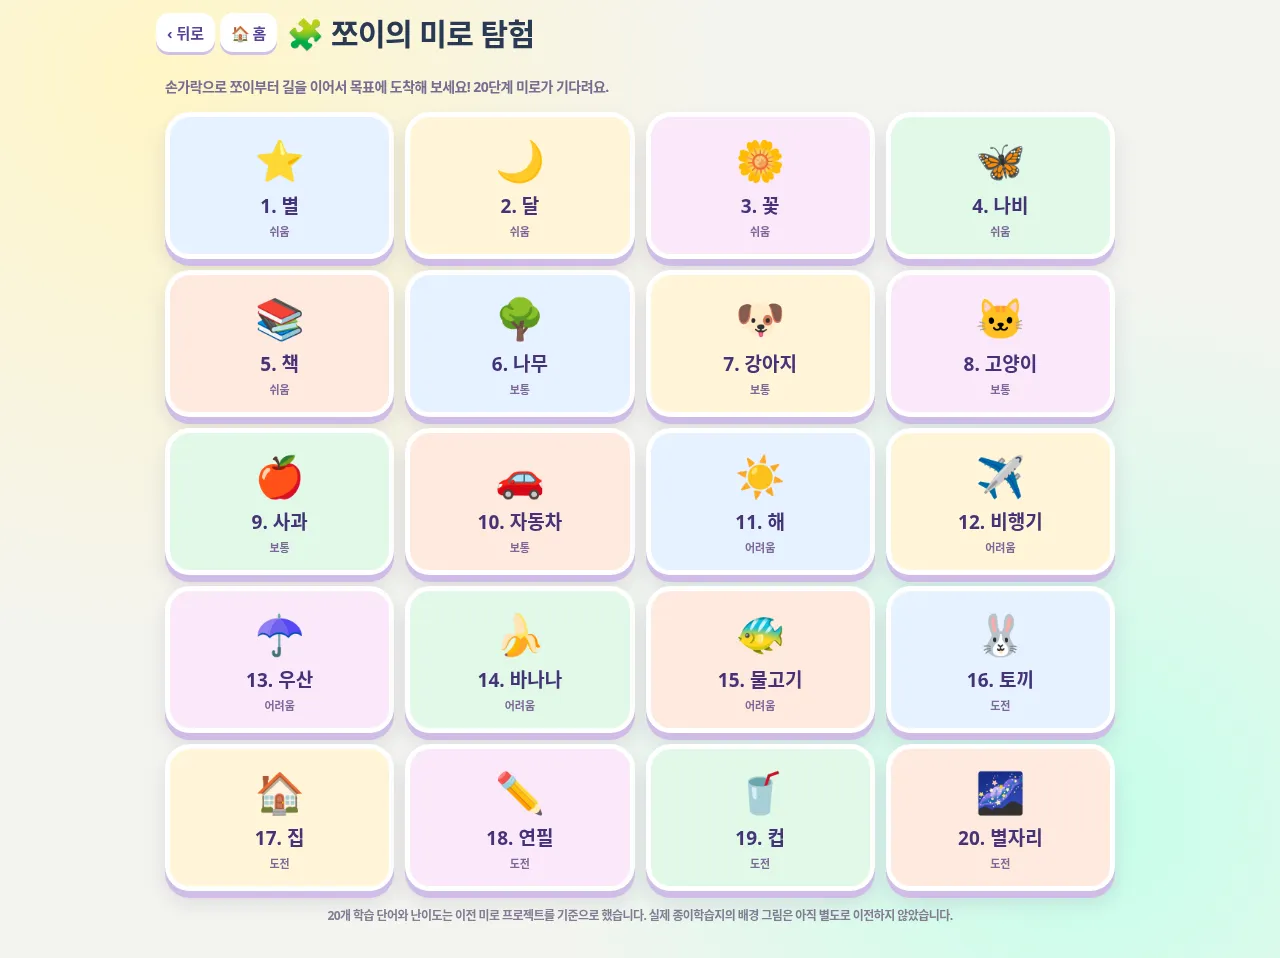 ‹ 뒤로 🏠 홈 🧩 쪼이의 미로 탐험
손가락으로 쪼이부터 길을 이어서 목표에 도착해 보세요! 20단계 미로가 기다려요.
1. 별
쉬움
2. 달
쉬움
3. 꽃
쉬움
4. 나비
쉬움
5. 책
쉬움
6. 나무
보통
7. 강아지
보통
8. 고양이
보통
9. 사과
보통
10. 자동차
보통
11. 해
어려움
12. 비행기
어려움
13. 우산
어려움
14. 바나나
어려움
15. 물고기
어려움
16. 토끼
도전
17. 집
도전
18. 연필
도전
19. 컵
도전
20. 별자리
도전
20개 학습 단어와 난이도는 이전 미로 프로젝트를 기준으로 했습니다. 실제 종이학습지의 배경 그림은 아직 별도로 이전하지 않았습니다.